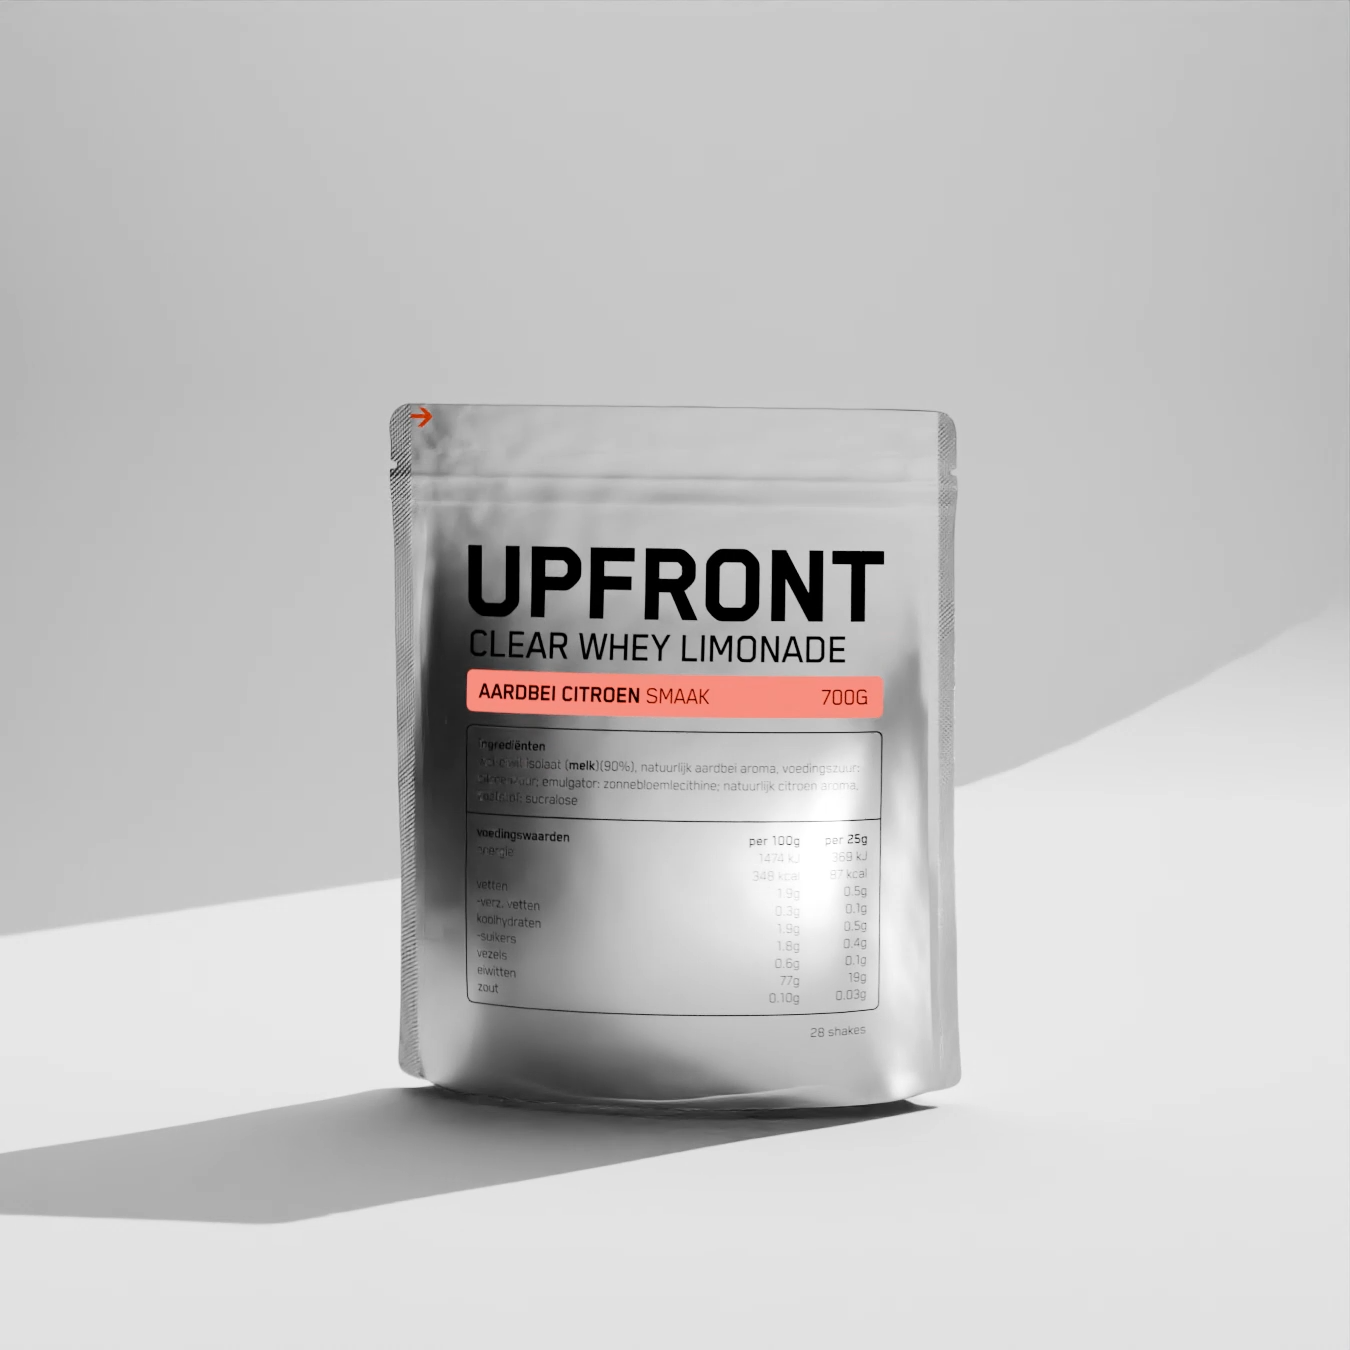 UPFRONT
CLEAR WHEY LIMONADE
AARDBEI CITROEN SMAAK 700G
ingrediënten
isolaat (melk)(90%), natuurlijk aardbei aroma, voedingszuur:
emulgator: zonnebloemlecithine; natuurlijk citroen aroma,
sucralose
voedingswaarden per 100g per 25g
energie 1474 kJ 369 kJ
348 kcal 87 kcal
vetten 1.9g 0.5g
-verz. vetten 0.3g 0.1g
koolhydraten 1.9g 0.5g
-suikers 1.8g 0.4g
vezels 0.6g 0.1g
eiwitten 77g 19g
zout 0.10g 0.03g
28 shakes